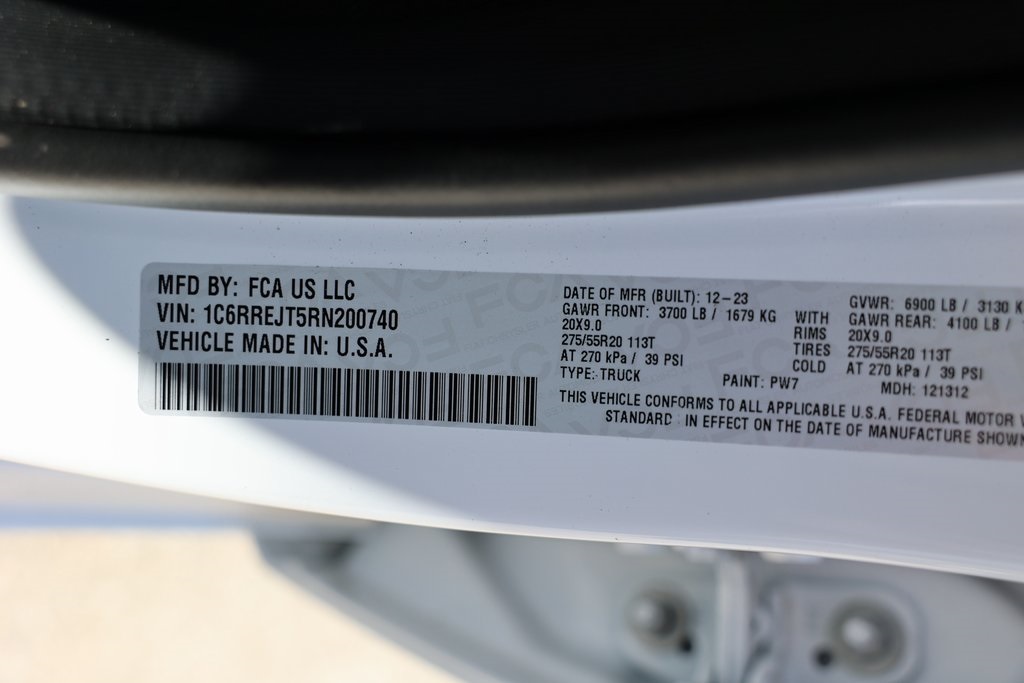 MFD BY: FCA US LLC
VIN: 1C6RREJT5RN200740
VEHICLE MADE IN: U.S.A.
DATE OF MFR (BUILT): 12-23 GVWR: 6900 LB / 3130 K
GAWR FRONT: 3700 LB / 1679 KG WITH GAWR REAR: 4100 LB /
20X9.0 RIMS 20X9.0
275/55R20 113T TIRES 275/55R20 113T
AT 270 kPa / 39 PSI COLD AT 270 kPa / 39 PSI
TYPE: TRUCK PAINT: PW7 MDH: 121312
THIS VEHICLE CONFORMS TO ALL APPLICABLE U.S.A. FEDERAL MOTOR
STANDARD IN EFFECT ON THE DATE OF MANUFACTURE SHOWN